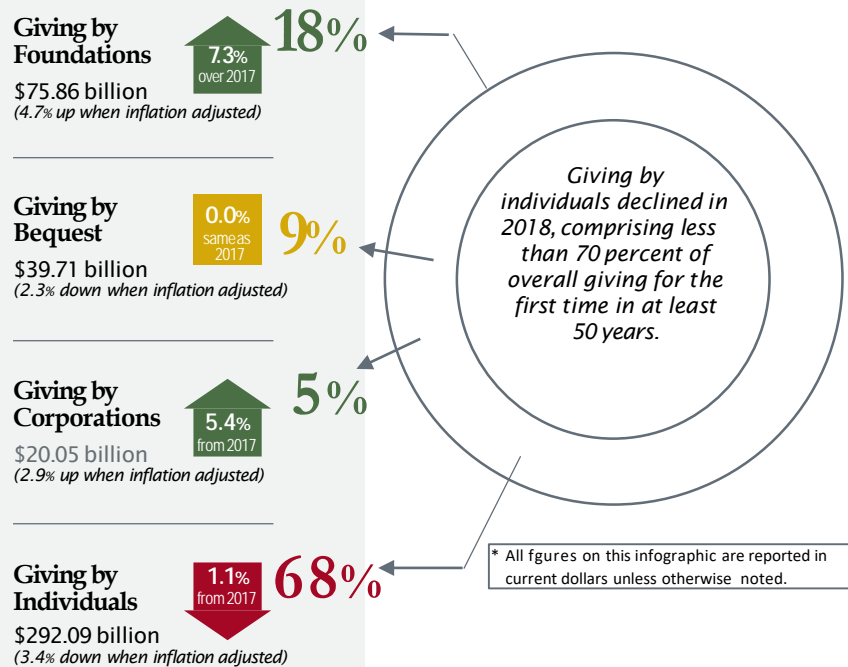 Giving by
Foundations
7.3%
over 2017
18%
$75.86 billion
(4.7% up when inflation adjusted)
Giving by
Bequest
0.0%
same as
2017
9%
$39.71 billion
(2.3% down when inflation adjusted)
Giving by
Corporations
5.4%
from 2017
5%
$20.05 billion
(2.9% up when inflation adjusted)
Giving by
Individuals
1.1%
from 2017
68%
$292.09 billion
(3.4% down when inflation adjusted)
Giving by
individuals declined in
2018, comprising less
than 70 percent of
overall giving for the
first time in at least
50 years.
* All fgures on this infographic are reported in
current dollars unless otherwise noted.